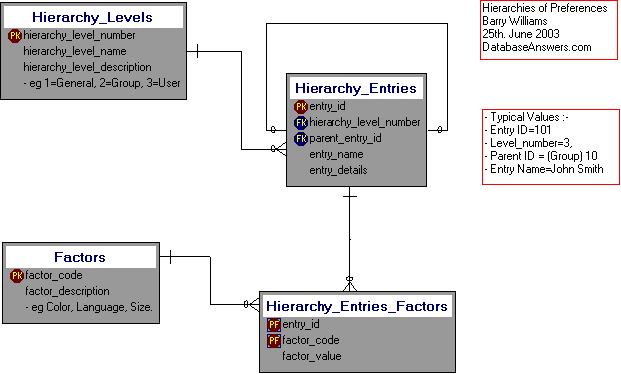 Hierarchy_Levels
PK hierarchy_level_number
hierarchy_level_name
hierarchy_level_description
- eg 1=General, 2=Group, 3=User
Hierarchies of Preferences
Barry Williams
25th. June 2003
DatabaseAnswers.com
Hierarchy_Entries
PK entry_id
FK hierarchy_level_number
FK parent_entry_id
entry_name
entry_details
- Typical Values :-
- Entry ID=101
- Level_number=3,
- Parent ID = (Group) 10
- Entry Name=John Smith
Factors
PK factor_code
factor_description
- eg Color, Language, Size.
Hierarchy_Entries_Factors
PF entry_id
PF factor_code
factor_value